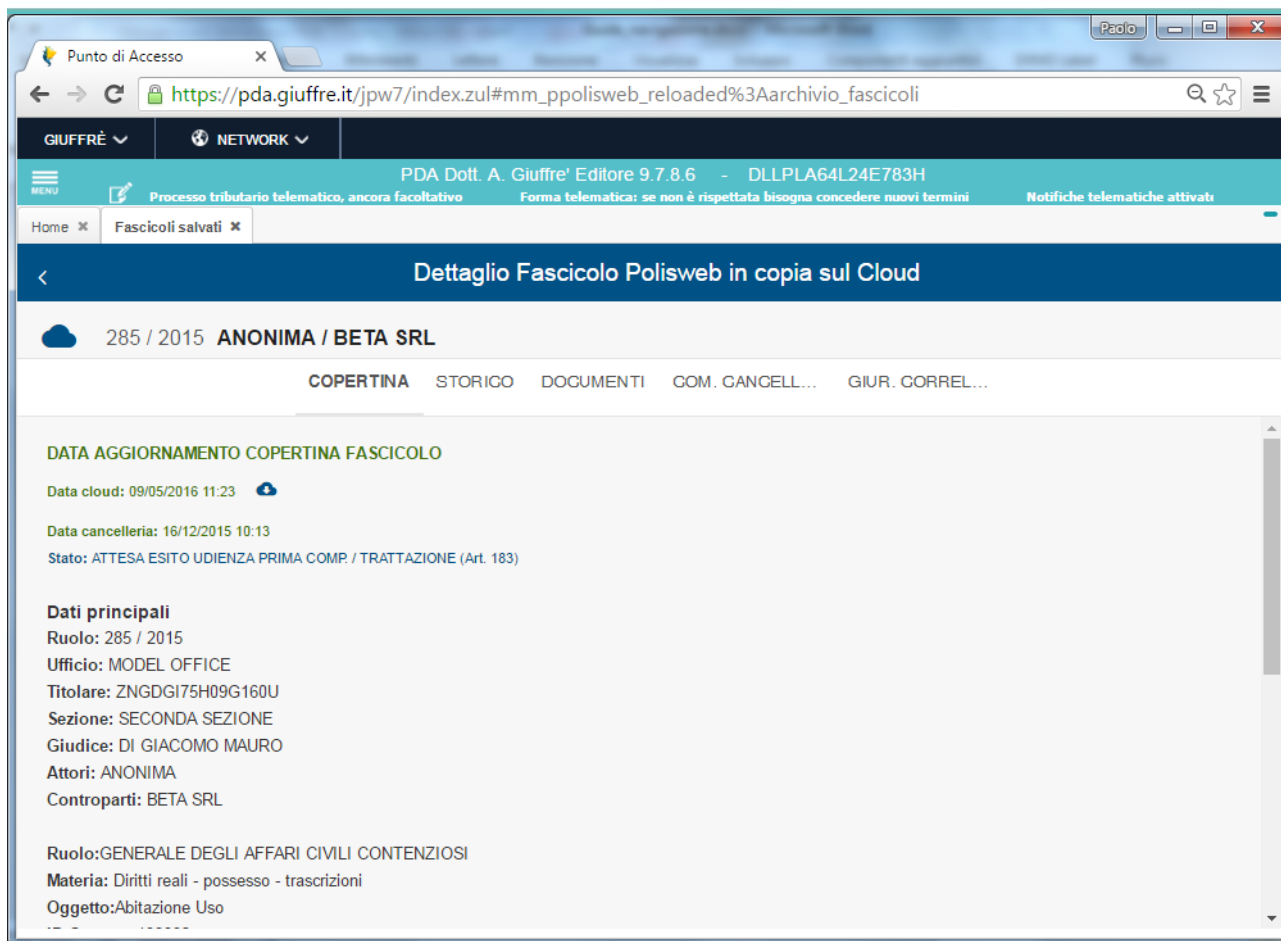 Paolo
Punto di Accesso
https://pda.giuffre.it/jpw7/index.zul#mm_ppolisweb_reloaded%3Aarchivio_fascicoli
GIUFFRÈ NETWORK
PDA Dott. A. Giuffre' Editore 9.7.8.6 - DLLPLA64L24E783H
MENU Processo tributario telematico, ancora facoltativo Forma telematica: se non è rispettata bisogna concedere nuovi termini Notifiche telematiche attivate
Home Fascicoli salvati
Dettaglio Fascicolo Polisweb in copia sul Cloud
285 / 2015 ANONIMA / BETA SRL
COPERTINA STORICO DOCUMENTI COM. CANCELL... GIUR. CORREL...
DATA AGGIORNAMENTO COPERTINA FASCICOLO
Data cloud: 09/05/2016 11:23
Data cancelleria: 16/12/2015 10:13
Stato: ATTESA ESITO UDIENZA PRIMA COMP. / TRATTAZIONE (Art. 183)
Dati principali
Ruolo: 285 / 2015
Ufficio: MODEL OFFICE
Titolare: ZNGDGI75H09G160U
Sezione: SECONDA SEZIONE
Giudice: DI GIACOMO MAURO
Attori: ANONIMA
Controparti: BETA SRL
Ruolo:GENERALE DEGLI AFFARI CIVILI CONTENZIOSI
Materia: Diritti reali - possesso - trascrizioni
Oggetto:Abitazione Uso